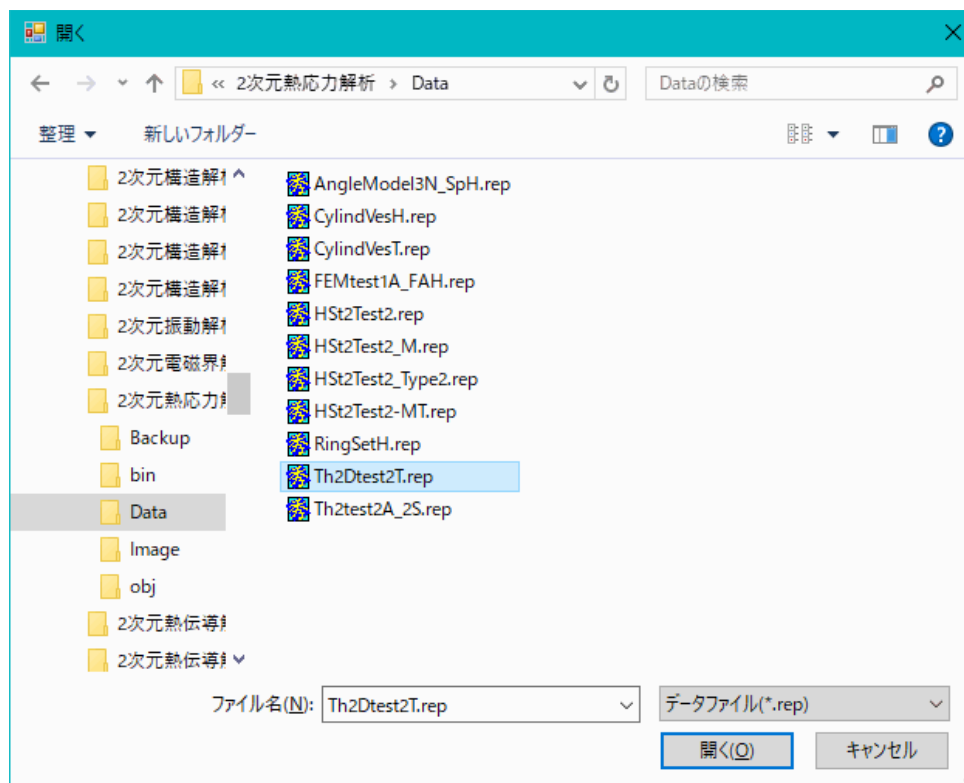 開く
« 2次元熱応力解析 › Data
Dataの検索
整理
新しいフォルダー
2次元構造解
2次元構造解
2次元構造解
2次元構造解
2次元振動解
2次元電磁界
2次元熱応力
Backup
bin
Data
Image
obj
2次元熱伝導
2次元熱伝導
AngleModel3N_SpH.rep
CylindVesH.rep
CylindVesT.rep
FEMtest1A_FAH.rep
HSt2Test2.rep
HSt2Test2_M.rep
HSt2Test2_Type2.rep
HSt2Test2-MT.rep
RingSetH.rep
Th2Dtest2T.rep
Th2test2A_2S.rep
ファイル名(N): Th2Dtest2T.rep
データファイル(*.rep)
開く(O)
キャンセル